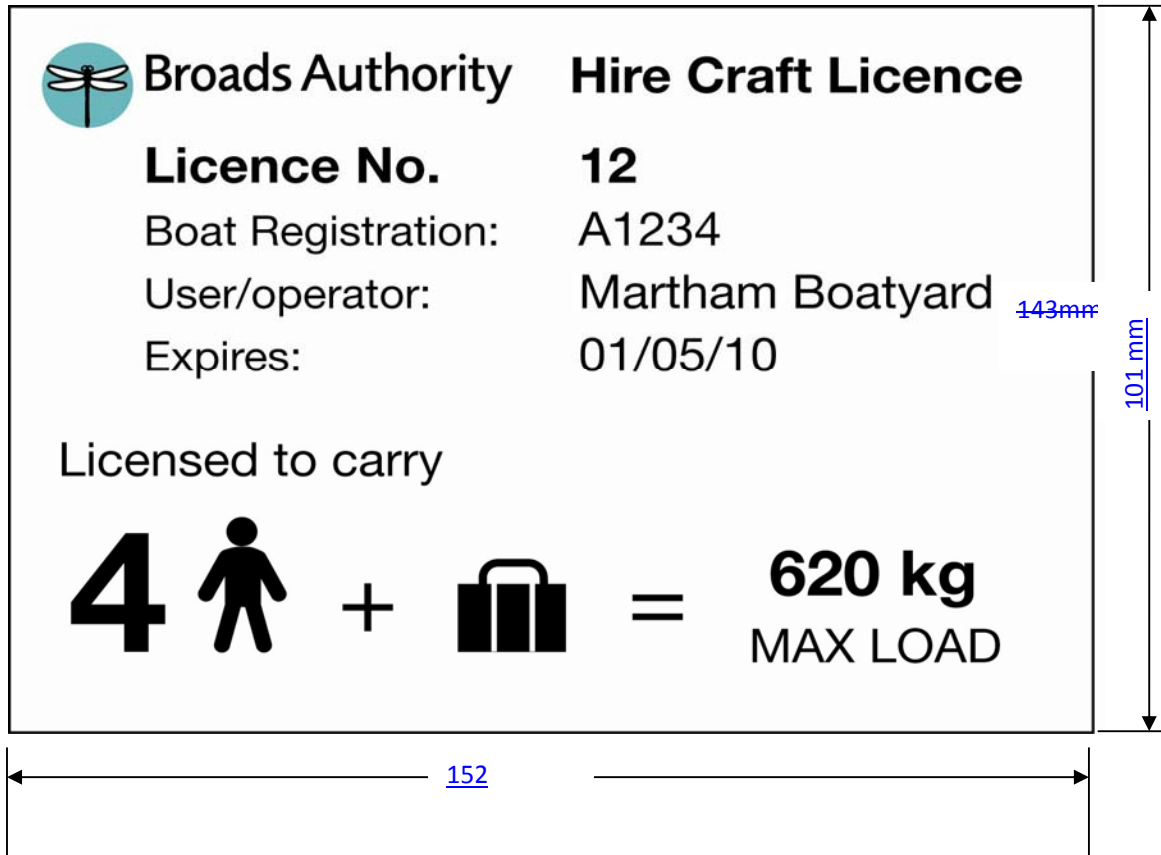 Broads Authority Hire Craft Licence
Licence No. 12
Boat Registration: A1234
User/operator: Martham Boatyard
143mm
101 mm
Expires: 01/05/10
Licensed to carry
4 + = 620 kg
MAX LOAD
152